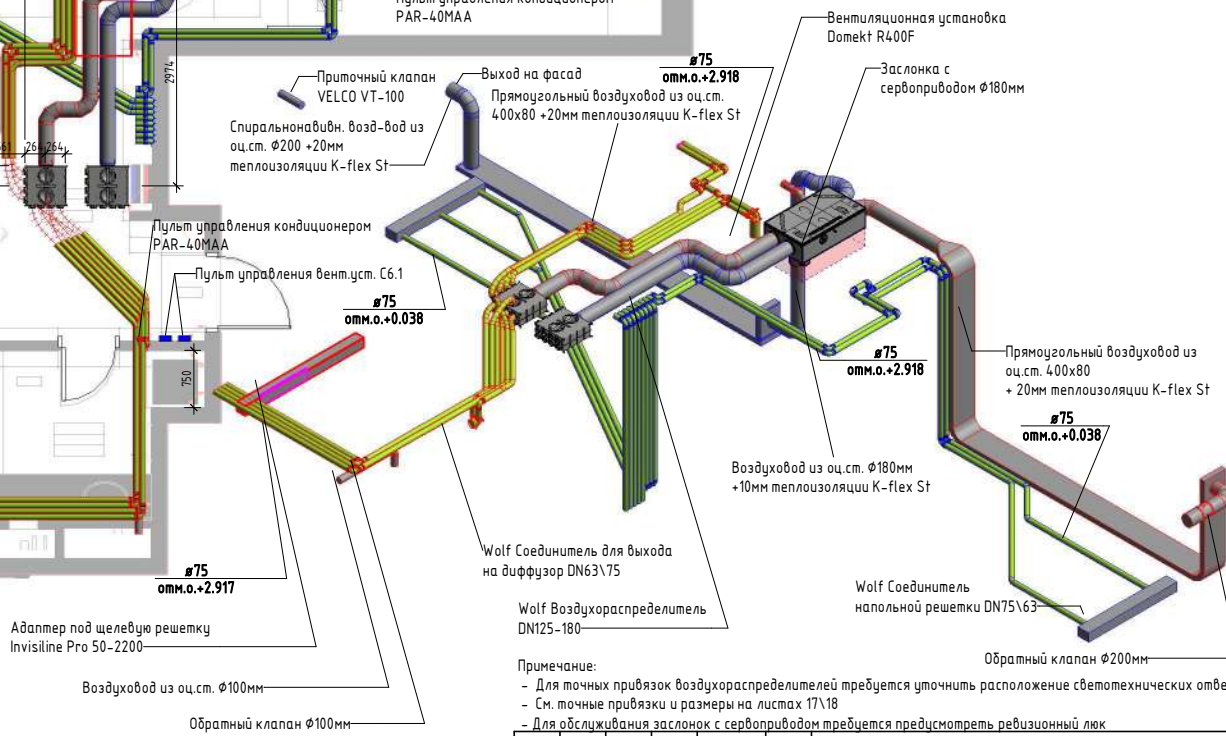 Пульт управления кондиционером
PAR-40MAA
Приточный клапан
VELCO VT-100
Выход на фасад
ø75
отм.о.+2.918
Вентиляционная установка
Domekt R400F
Заслонка с
сервоприводом Ф180мм
Прямоугольный воздуховод из оц.ст.
400х80 +20мм теплоизоляции K-flex St
Спиральнонавивн. возд-вод из
оц.ст. Ф200 +20мм
теплоизоляции K-flex St
2974
264
264
Пульт управления кондиционером
PAR-40MAA
Пульт управления вент.уст. C6.1
ø75
отм.о.+0.038
750
ø75
отм.о.+2.918
Прямоугольный воздуховод из
оц.ст. 400х80
+ 20мм теплоизоляции K-flex St
ø75
отм.о.+0.038
Воздуховод из оц.ст. Ф180мм
+10мм теплоизоляции K-flex St
Wolf Соединитель для выхода
на диффузор DN63\75
ø75
отм.о.+2.917
Wolf Воздухораспределитель
DN125-180
Wolf Соединитель
напольной решетки DN75\63
Адаптер под щелевую решетку
Invisiline Pro 50-2200
Воздуховод из оц.ст. Ф100мм
Обратный клапан Ф100мм
Обратный клапан Ф200мм
Примечание:
- Для точных привязок воздухораспределителей требуется уточнить расположение светотехнических отве
- См. точные привязки и размеры на листах 17\18
- Для обслуживания заслонок с сервоприводом требуется предусмотреть ревизионный люк